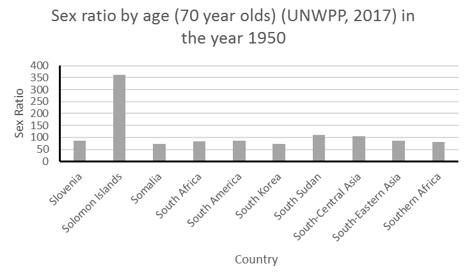 Sex ratio by age (70 year olds) (UNWPP, 2017) in
the year 1950
400
350
300
250
200
150
100
50
0
Sex Ratio
Slovenia
Solomon Islands
Somalia
South Africa
South America
South Korea
South Sudan
South-Central Asia
South-Eastern Asia
Southern Africa
Country